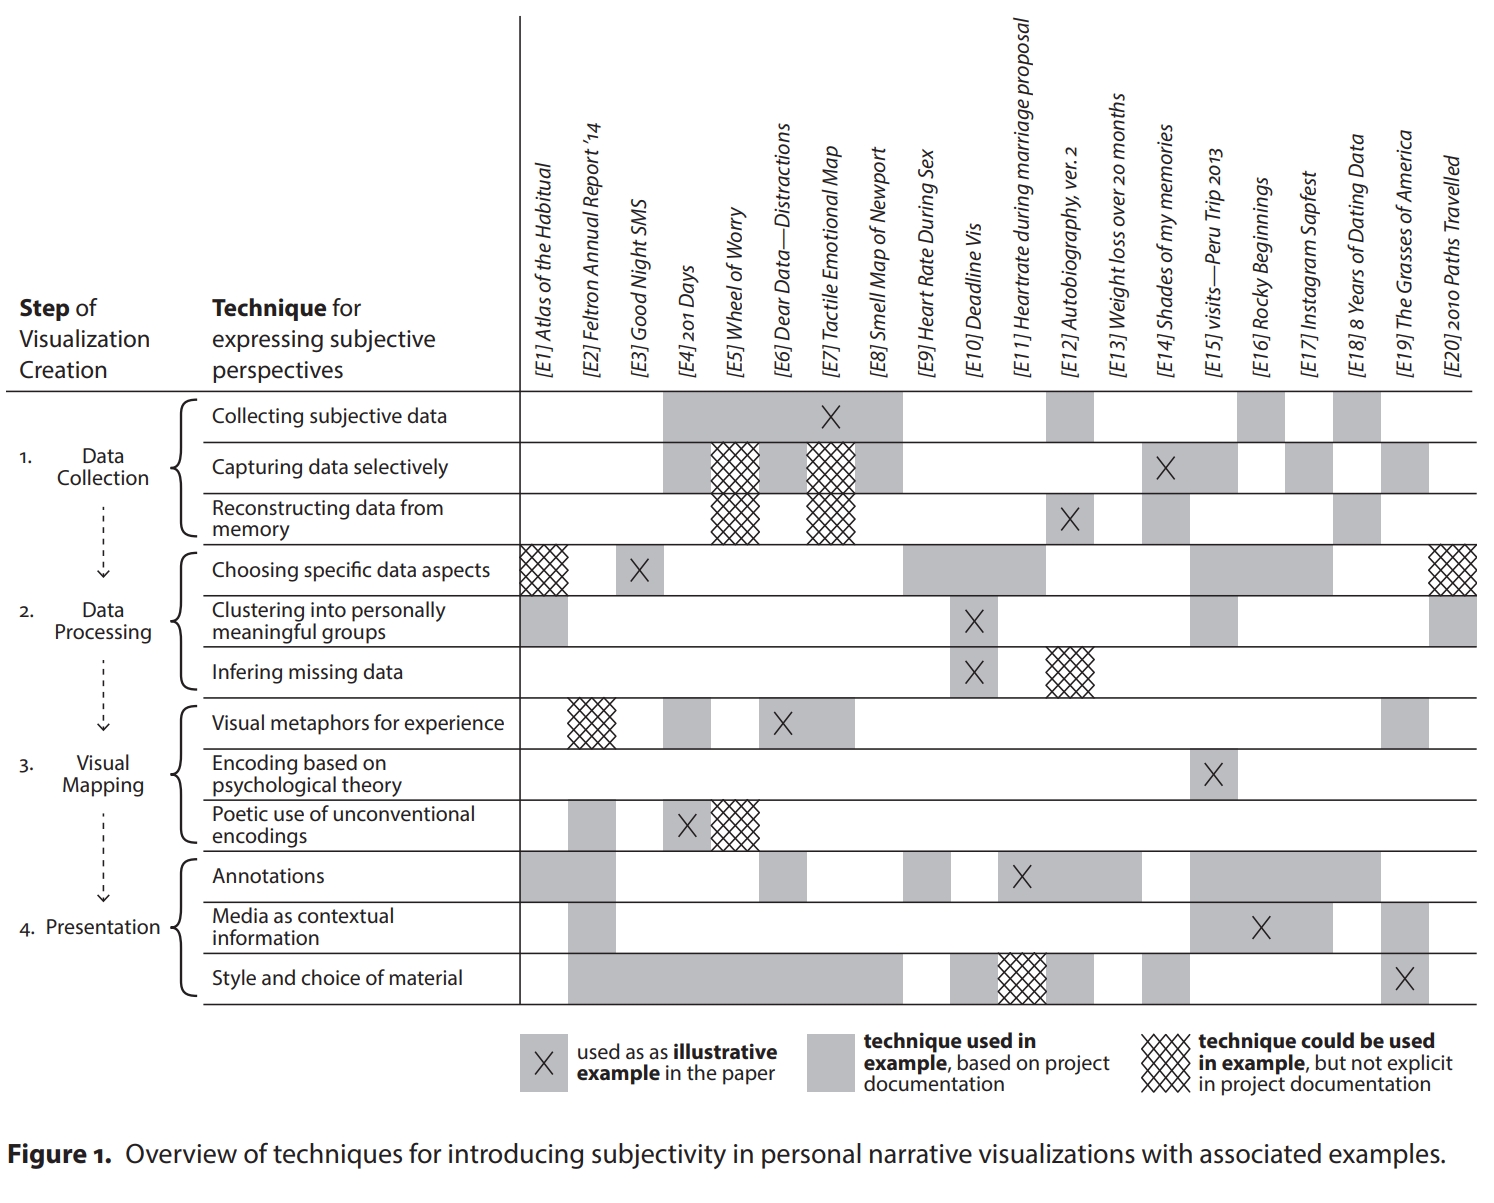 [E1] Atlas of the Habitual
[E2] Feltron Annual Report ’14
[E3] Good Night SMS
[E4] 201 Days
[E5] Wheel of Worry
[E6] Dear Data—Distractions
[E7] Tactile Emotional Map
[E8] Smell Map of Newport
[E9] Heart Rate During Sex
[E10] Deadline Vis
[E11] Heartrate during marriage proposal
[E12] Autobiography, ver. 2
[E13] Weight loss over 20 months
[E14] Shades of my memories
[E15] visits—Peru Trip 2013
[E16] Rocky Beginnings
[E17] Instagram Sapfest
[E18] 8 Years of Dating Data
[E19] The Grasses of America
[E20] 2010 Paths Travelled
Step of
Visualization
Creation
Technique for
expressing subjective
perspectives
1. Data
Collection
Collecting subjective data
Capturing data selectively
Reconstructing data from
memory
2. Data
Processing
Choosing specific data aspects
Clustering into personally
meaningful groups
Infering missing data
3. Visual
Mapping
Visual metaphors for experience
Encoding based on
psychological theory
Poetic use of unconventional
encodings
4. Presentation
Annotations
Media as contextual
information
Style and choice of material
used as as illustrative
example in the paper
technique used in
example, based on project
documentation
technique could be used
in example, but not explicit
in project documentation
Figure 1. Overview of techniques for introducing subjectivity in personal narrative visualizations with associated examples.